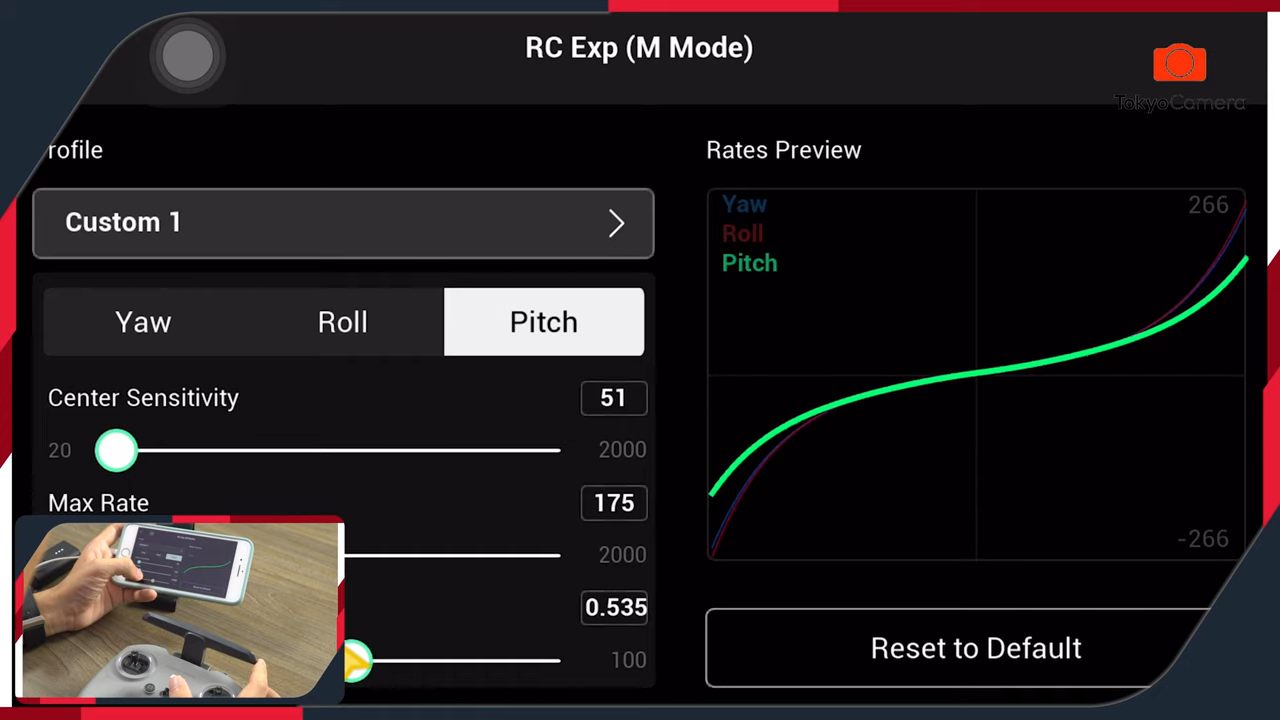 RC Exp (M Mode)
TokyoCamera
rofile
Custom 1
Yaw
Roll
Pitch
Center Sensitivity
51
20
2000
Max Rate
175
2000
0.535
100
Rates Preview
Yaw
Roll
Pitch
266
-266
Reset to Default